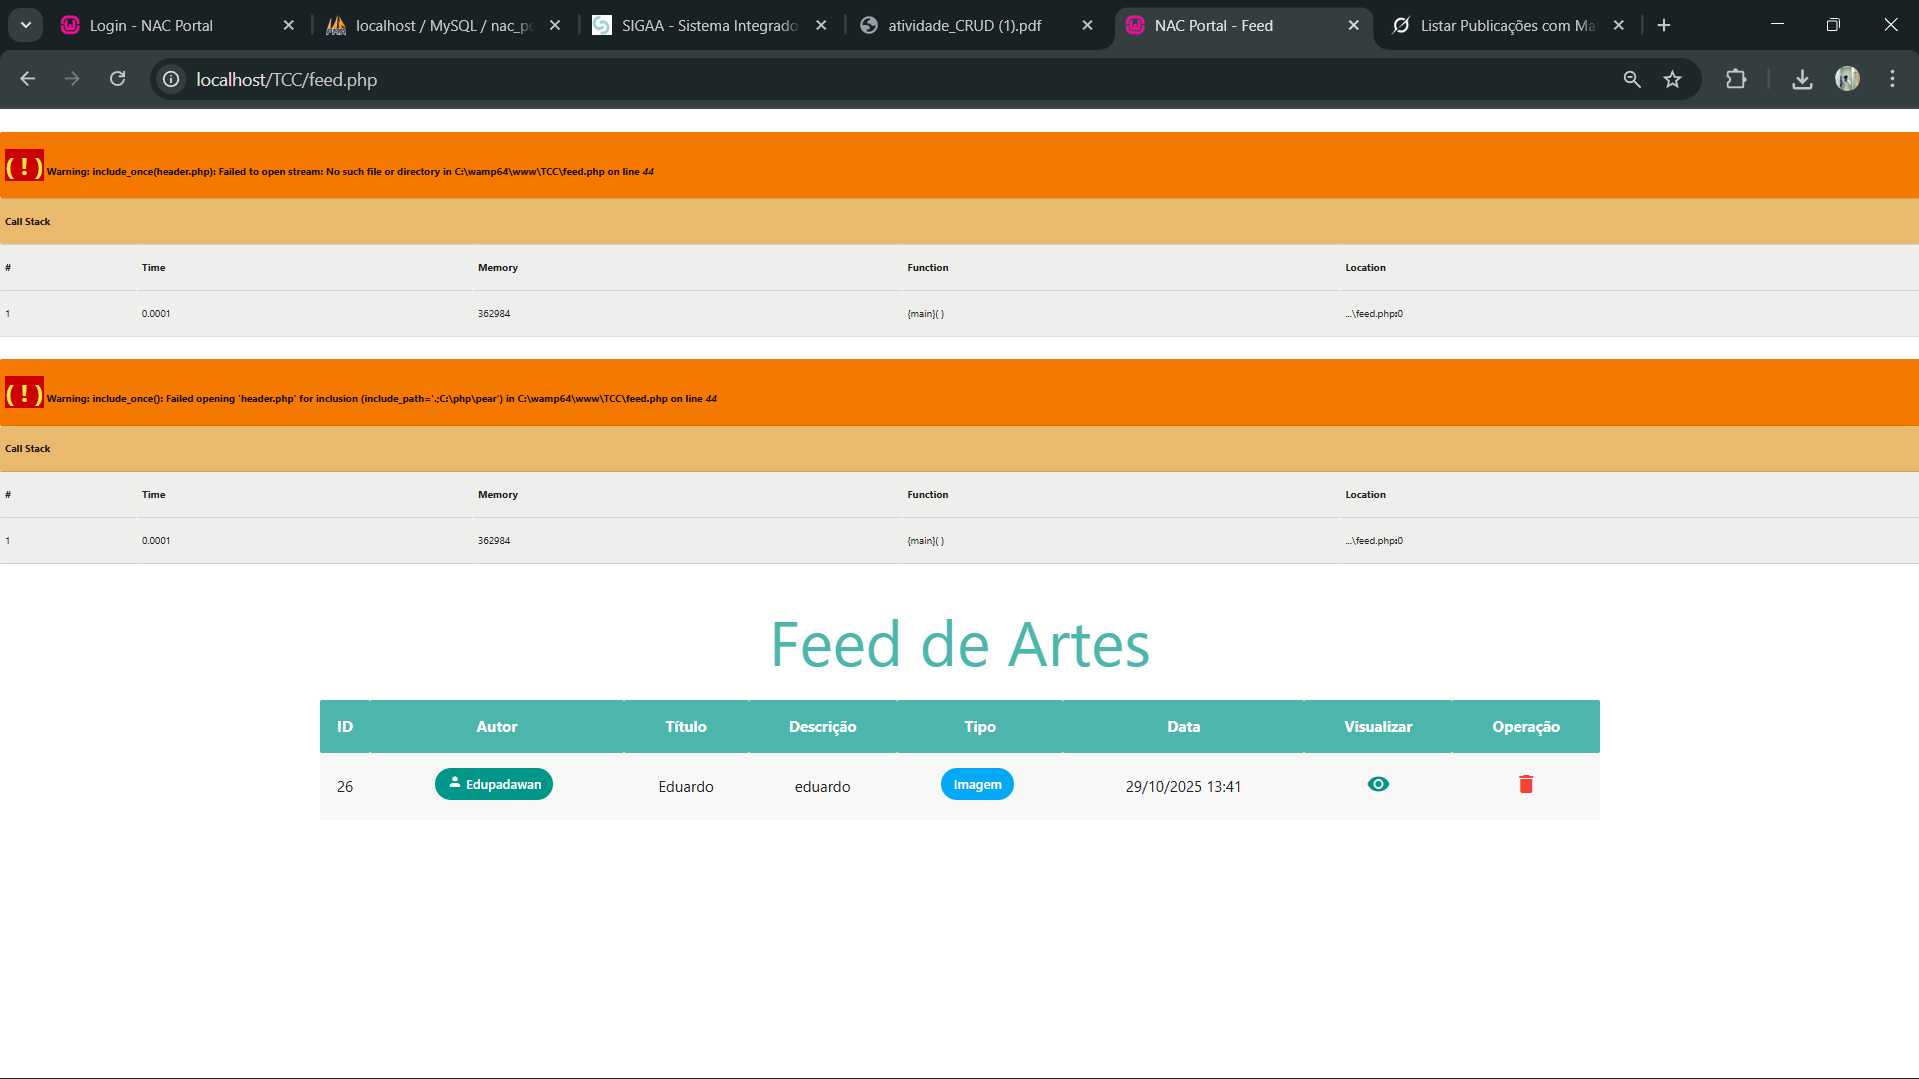 Login - NAC Portal
localhost / MySQL / nac_po
SIGAA - Sistema Integrado
atividade_CRUD (1).pdf
NAC Portal - Feed
Listar Publicações com Ma
localhost/TCC/feed.php
( ! ) Warning: include_once(header.php): Failed to open stream: No such file or directory in C:\wamp64\www\TCC\feed.php on line 44
Call Stack
# Time Memory Function Location
1 0.0001 362984 {main}( ) ...\feed.php:0
( ! ) Warning: include_once(): Failed opening 'header.php' for inclusion (include_path='.;C:\php\pear') in C:\wamp64\www\TCC\feed.php on line 44
Call Stack
# Time Memory Function Location
1 0.0001 362984 {main}( ) ...\feed.php:0
Feed de Artes
ID Autor Título Descrição Tipo Data Visualizar Operação
26 Edupadawan Eduardo eduardo Imagem 29/10/2025 13:41